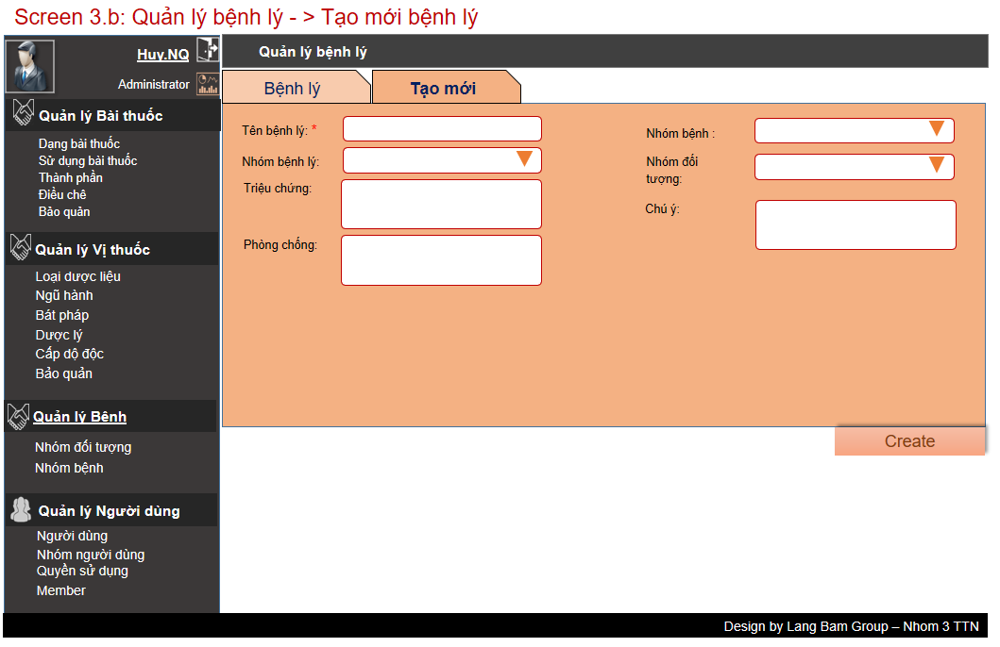 Screen 3.b: Quản lý bệnh lý - > Tạo mới bệnh lý
Huy.NQ
Administrator
Quản lý Bài thuốc
Dạng bài thuốc
Sử dụng bài thuốc
Thành phần
Điều chê
Bảo quản
Quản lý Vị thuốc
Loại dược liệu
Ngũ hành
Bát pháp
Dược lý
Cấp dộ độc
Bảo quản
Quản lý Bênh
Nhóm đối tượng
Nhóm bệnh
Quản lý Người dùng
Người dùng
Nhóm người dùng
Quyền sử dụng
Member
Quản lý bệnh lý
Bệnh lý
Tạo mới
Tên bệnh lý: *
Nhóm bệnh lý:
Triệu chứng:
Phòng chống:
Nhóm bệnh :
Nhóm đối
tượng:
Chú ý:
Create
Design by Lang Bam Group – Nhom 3 TTN